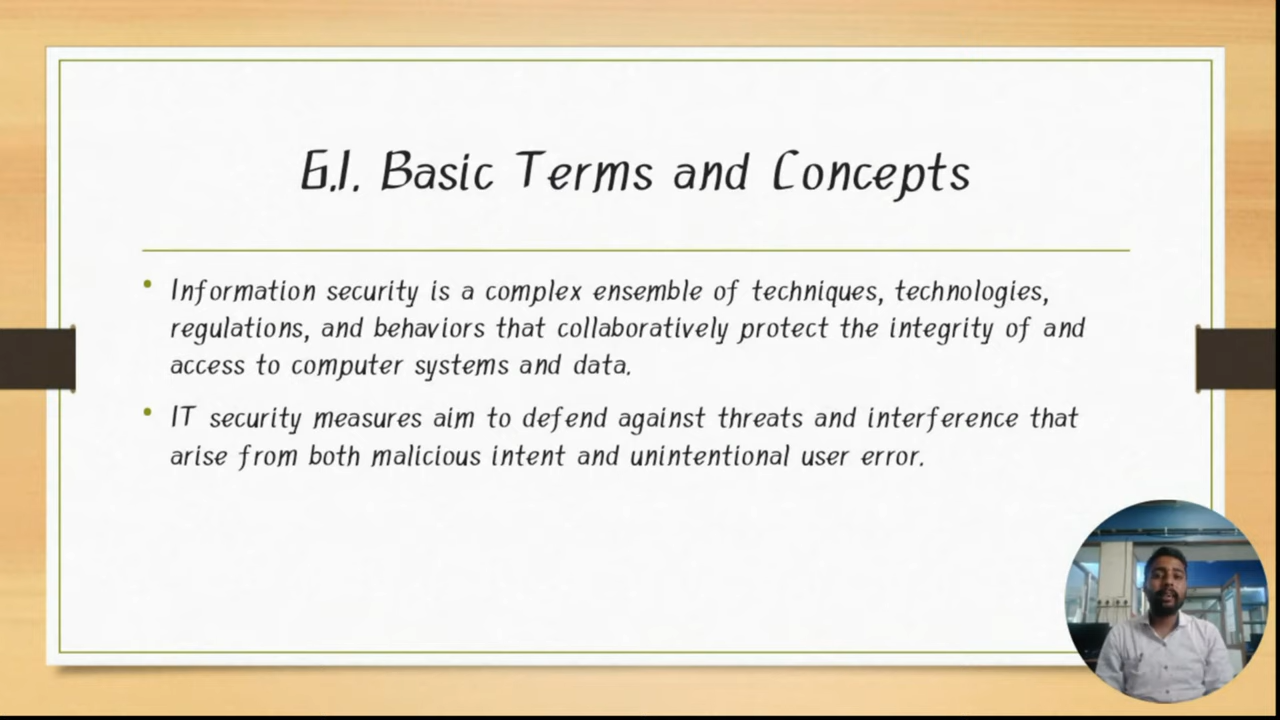 6.1. Basic Terms and Concepts
• Information security is a complex ensemble of techniques, technologies,
regulations, and behaviors that collaboratively protect the integrity of and
access to computer systems and data.
• IT security measures aim to defend against threats and interference that
arise from both malicious intent and unintentional user error.